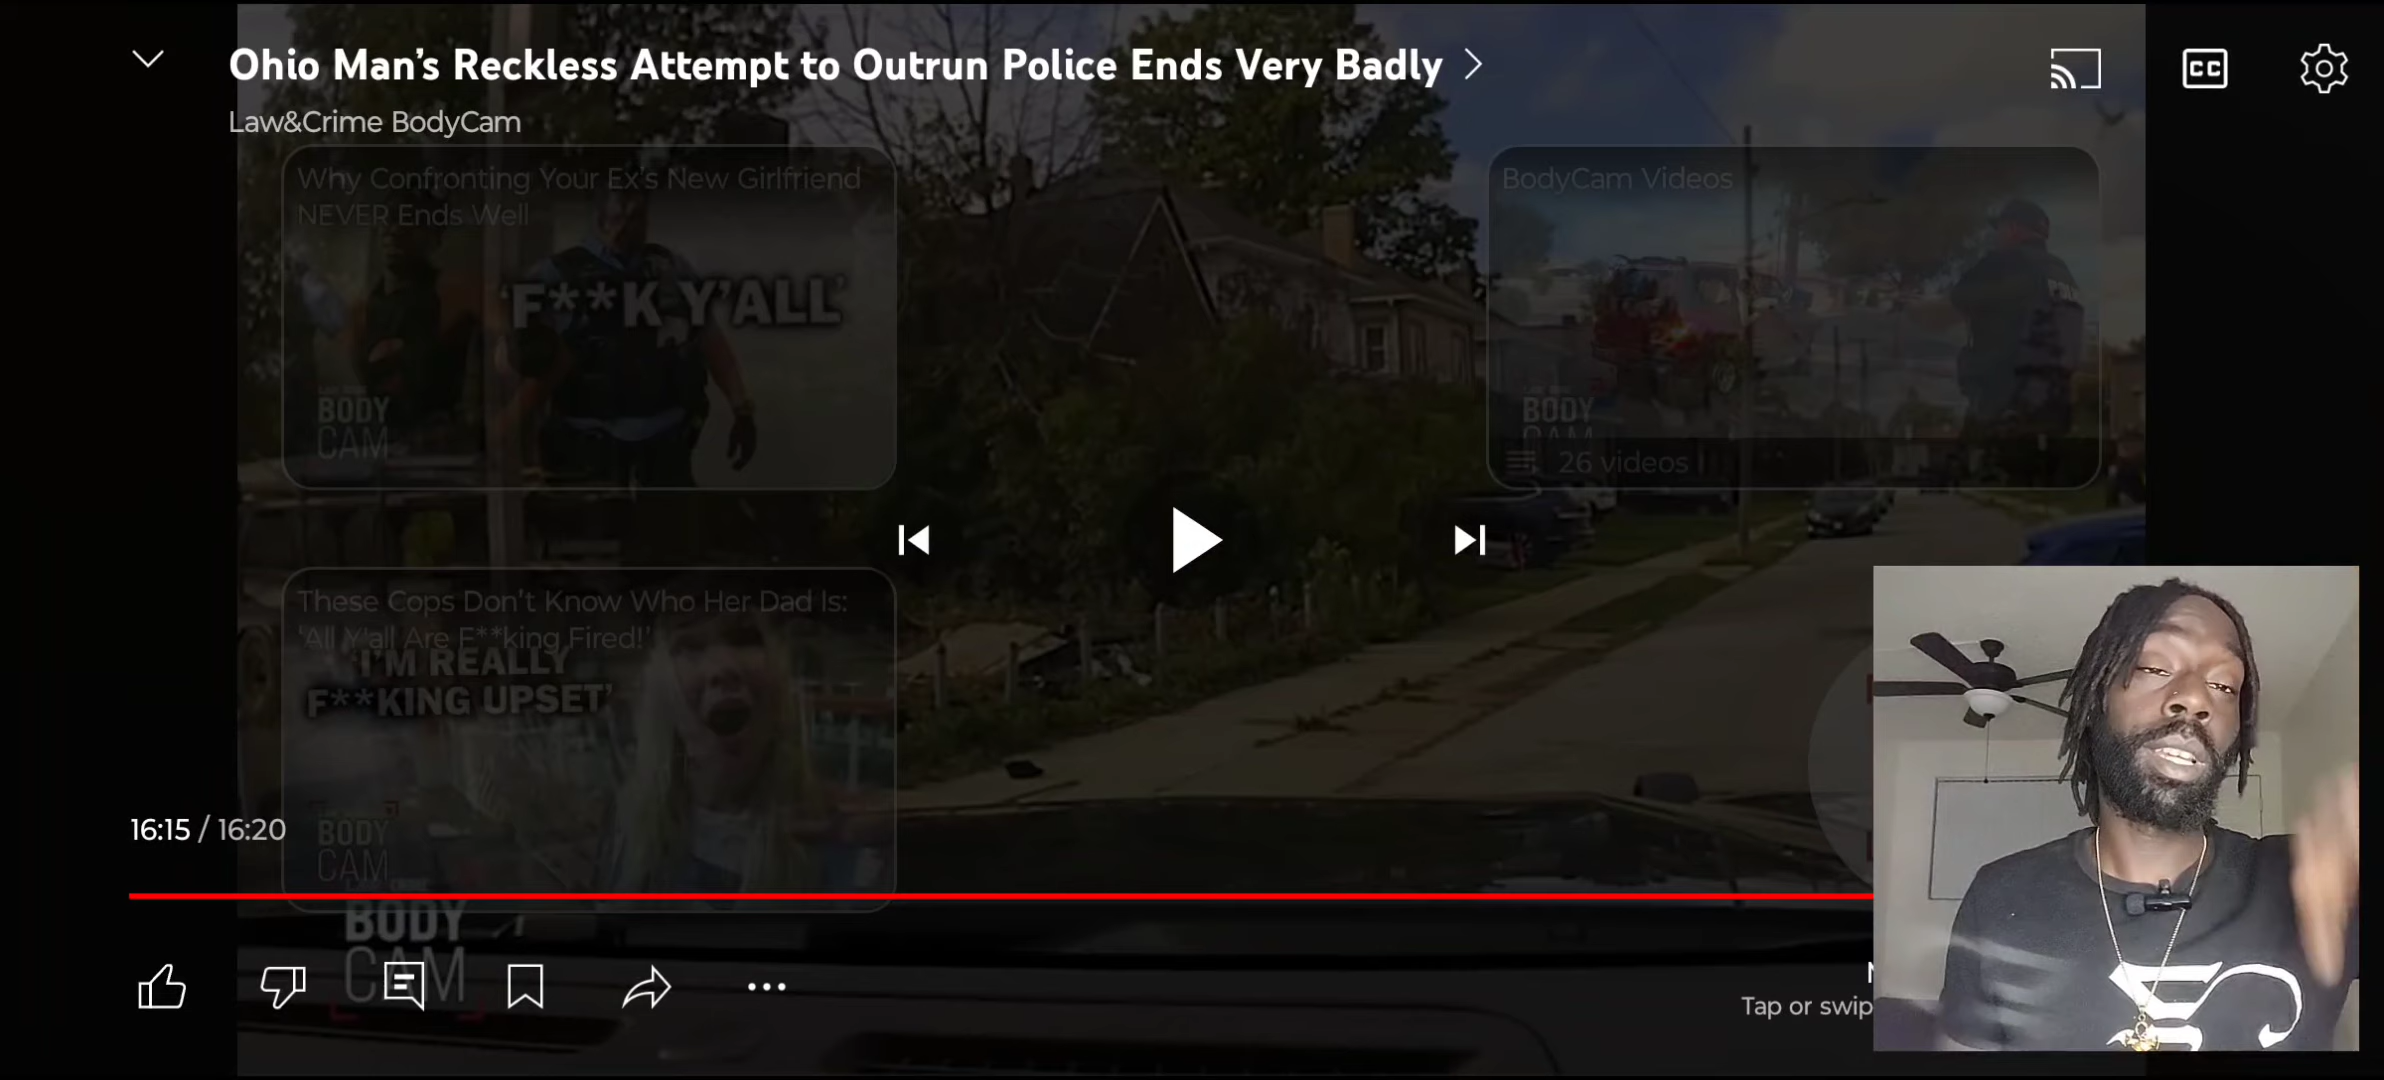 Ohio Man's Reckless Attempt to Outrun Police Ends Very Badly
CC
Law&Crime BodyCam
Why Confronting Your Ex's New Girlfriend
NEVER Ends Well
'F**K Y'ALL'
BODY
CAM
BodyCam Videos
BODY
CAM
26 videos
These Cops Don't Know Who Her Dad Is:
'All Y'all Are F**king Fired!'
'I'M REALLY
F**KING UPSET'
BODY
CAM
16:15 / 16:20
BODY
CAM
Tap or swip